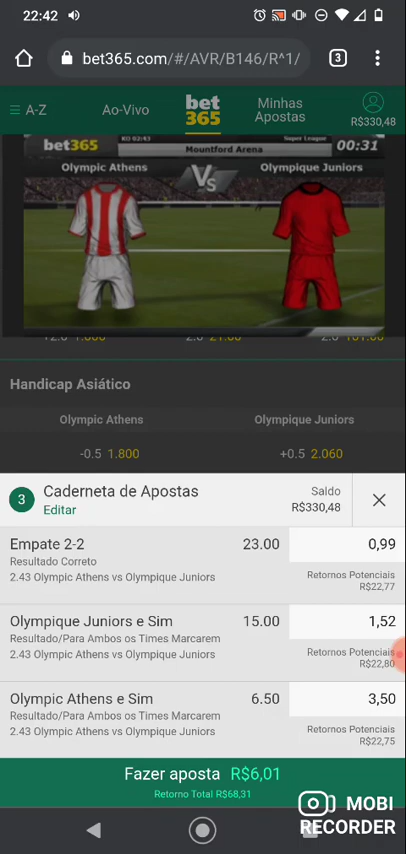 22:42
bet365.com/#/AVR/B146/R^1/
3
A-Z
Ao-Vivo
bet365
Minhas Apostas
R$330,48
bet365
KO 02:43
Super League
00:31
Mountford Arena
Olympic Athens
Vs
Olympique Juniors
Handicap Asiático
Olympic Athens
Olympique Juniors
-0.5 1.800
+0.5 2.060
3
Caderneta de Apostas
Editar
Saldo
R$330,48
Empate 2-2
23.00
0,99
Resultado Correto
2.43 Olympic Athens vs Olympique Juniors
Retornos Potenciais
R$22,77
Olympique Juniors e Sim
15.00
1,52
Resultado/Para Ambos os Times Marcarem
2.43 Olympic Athens vs Olympique Juniors
Retornos Potenciais
R$22,80
Olympic Athens e Sim
6.50
3,50
Resultado/Para Ambos os Times Marcarem
2.43 Olympic Athens vs Olympique Juniors
Retornos Potenciais
R$22,75
Fazer aposta R$6,01
Retorno Total R$68,31
MOBI
RECORDER